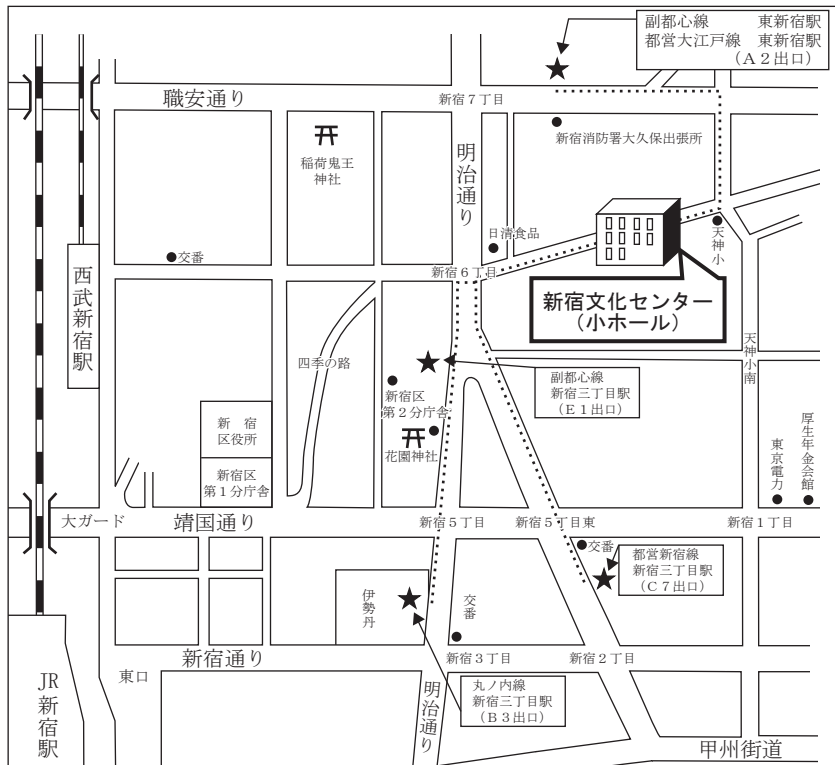 副都心線　　東新宿駅
都営大江戸線　東新宿駅
（A２出口）
職安通り
新宿７丁目
新宿消防署大久保出張所
稲荷鬼王
神社
明治通り
日清食品
天神小
交番
新宿６丁目
西武新宿駅
新宿文化センター
（小ホール）
四季の路
副都心線
新宿三丁目駅
（E１出口）
天神小南
新宿区
第２分庁舎
花園神社
新　宿
区役所
新宿区
第１分庁舎
東京電力
厚生年金会館
大ガード
靖国通り
新宿５丁目
新宿５丁目東
新宿１丁目
交番
都営新宿線
新宿三丁目駅
（C７出口）
伊勢丹
交番
新宿通り
新宿３丁目
新宿２丁目
東口
JR新宿駅
明治通り
丸ノ内線
新宿三丁目駅
（B３出口）
甲州街道